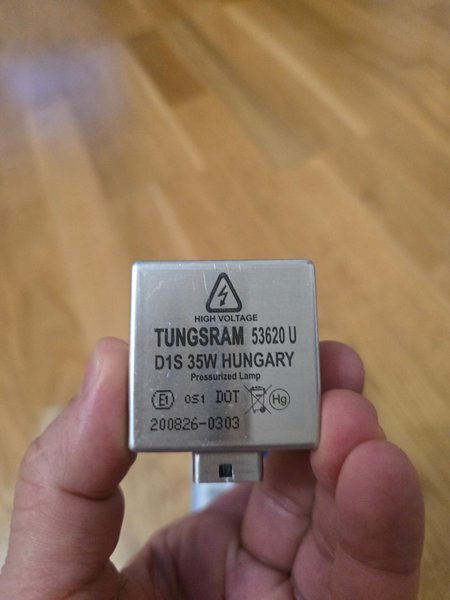 HIGH VOLTAGE
TUNGSRAM 53620 U
D1S 35W HUNGARY
Pressurized Lamp
E1 0S1 DOT Hg
200826-0303